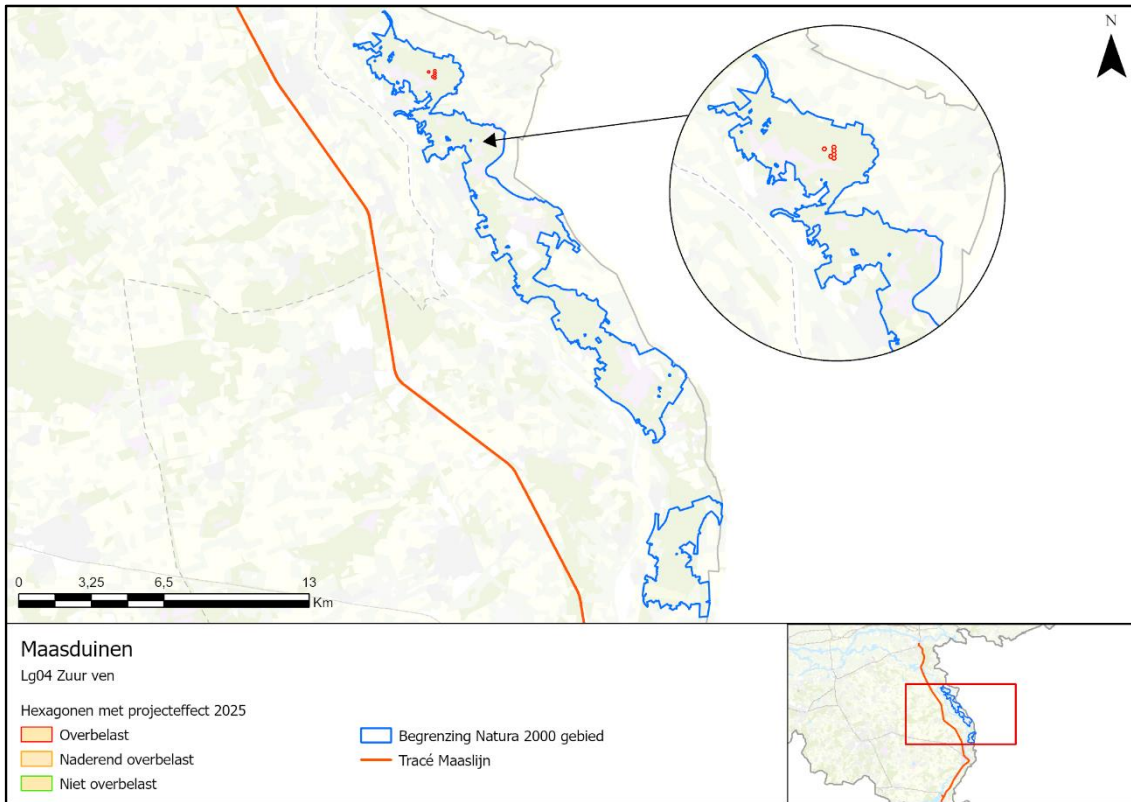 N
0
3,25
6,5
13
Km
Maasduinen
Lg04 Zuur ven
Hexagonen met projecteffect 2025
Overbelast
Naderend overbelast
Niet overbelast
Begrenzing Natura 2000 gebied
Tracé Maaslijn